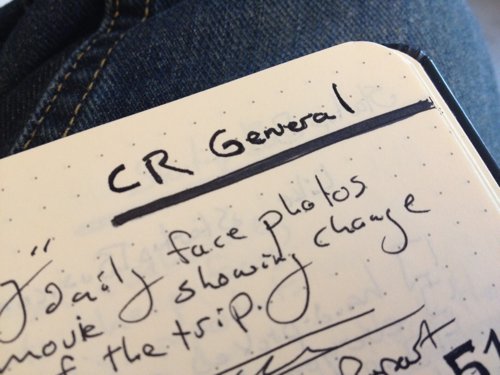 CR General
"
daily face photos
movie showing change
of the trip.
51